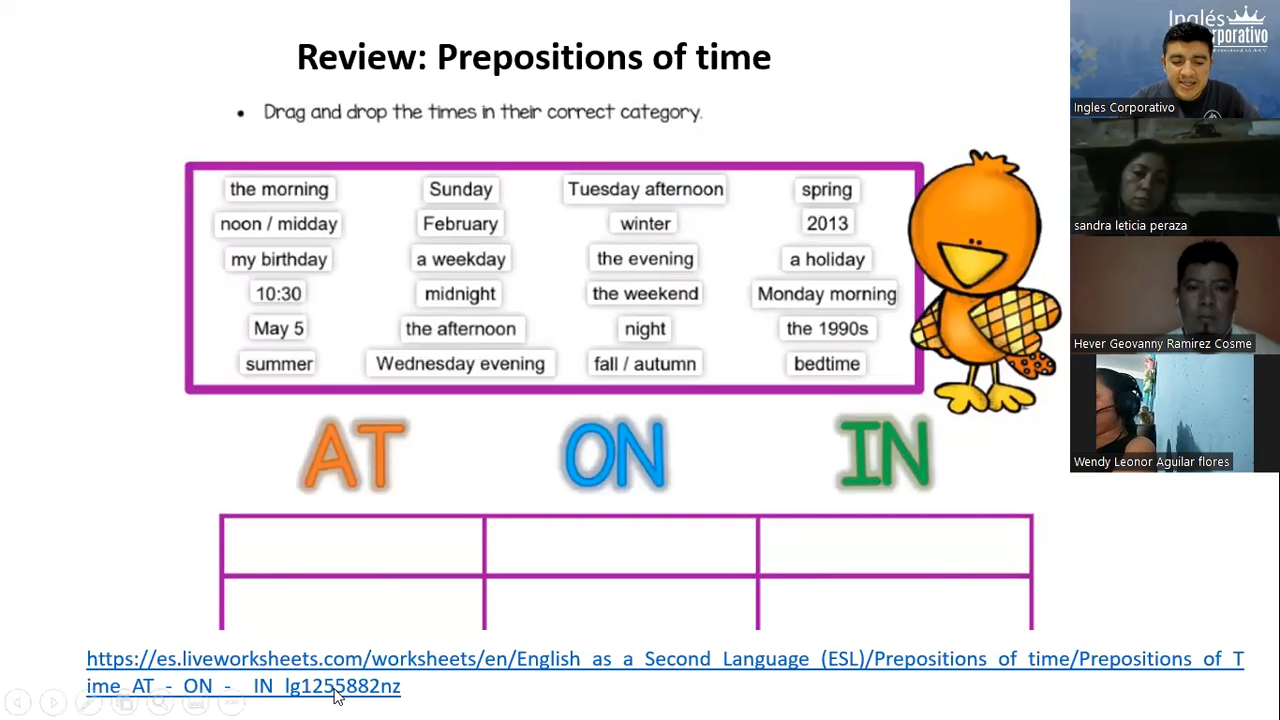 Review: Prepositions of time
• Drag and drop the times in their correct category.
the morning Sunday Tuesday afternoon spring
noon / midday February winter 2013
my birthday a weekday the evening a holiday
10:30 midnight the weekend Monday morning
May 5 the afternoon night the 1990s
summer Wednesday evening fall / autumn bedtime
AT ON IN
https://es.liveworksheets.com/worksheets/en/English_as_a_Second_Language_(ESL)/Prepositions_of_time/Prepositions_of_T
ime_AT_-_ON_-__IN_lg1255882nz
Inglés
Corporativo
Ingles Corporativo
sandra leticia peraza
Hever Geovanny Ramirez Cosme
Wendy Leonor Aguilar flores